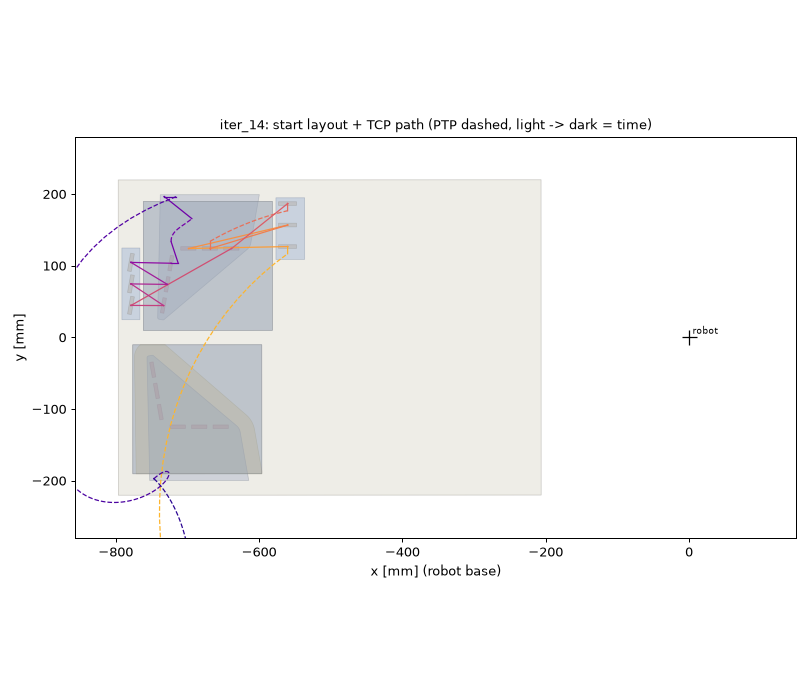 iter_14: start layout + TCP path (PTP dashed, light -> dark = time)
200
100
0
−100
−200
y [mm]
robot
−800
−600
−400
−200
0
x [mm] (robot base)